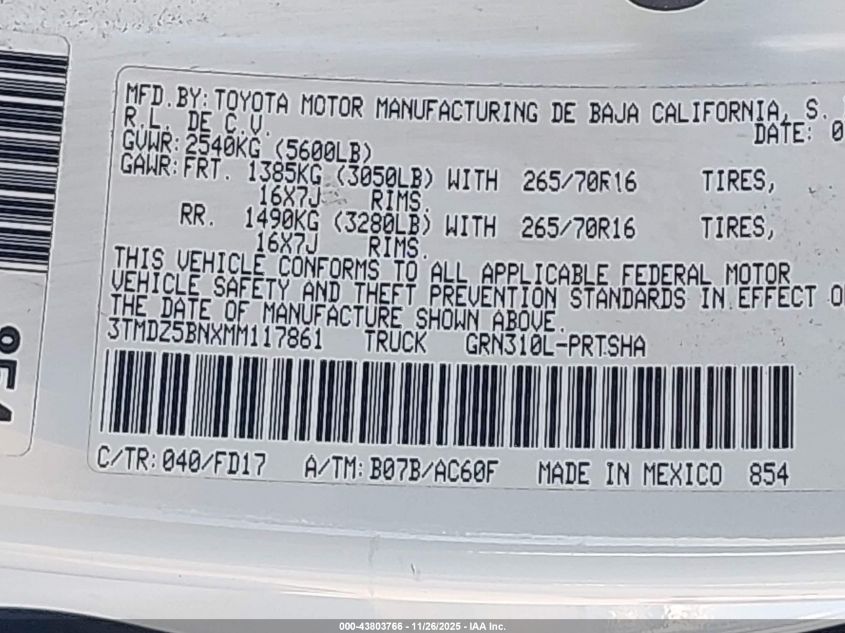 MFD. BY: TOYOTA MOTOR MANUFACTURING DE BAJA CALIFORNIA, S.
R.L. DE C.V. DATE: 0
GVWR: 2540KG (5600LB)
GAWR: FRT. 1385KG (3050LB) WITH 265/70R16 TIRES,
16X7J RIMS.
RR. 1490KG (3280LB) WITH 265/70R16 TIRES,
16X7J RIMS.
THIS VEHICLE CONFORMS TO ALL APPLICABLE FEDERAL MOTOR
VEHICLE SAFETY AND THEFT PREVENTION STANDARDS IN EFFECT O
THE DATE OF MANUFACTURE SHOWN ABOVE.
3TMDZ5BNXMM117861 TRUCK GRN310L-PRTSHA
C/TR: 040/FD17 A/TM: B07B/AC60F MADE IN MEXICO 854
000-43803766 - 11/26/2025 - IAA Inc.